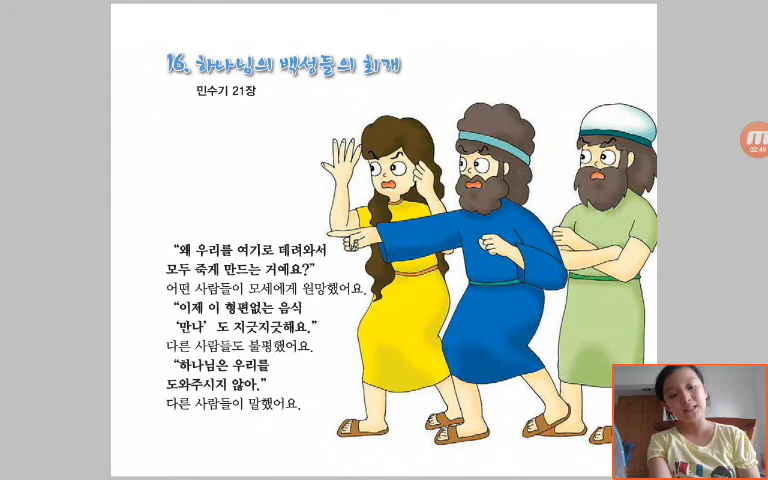 16. 하나님의 백성들의 회개
민수기 21장
“왜 우리를 여기로 데려와서
모두 죽게 만드는 거예요?”
어떤 사람들이 모세에게 원망했어요.
“이제 이 형편없는 음식
‘만나’도 지긋지긋해요.”
다른 사람들도 불평했어요.
“하나님은 우리를
도와주시지 않아.”
다른 사람들이 말했어요.
02:49